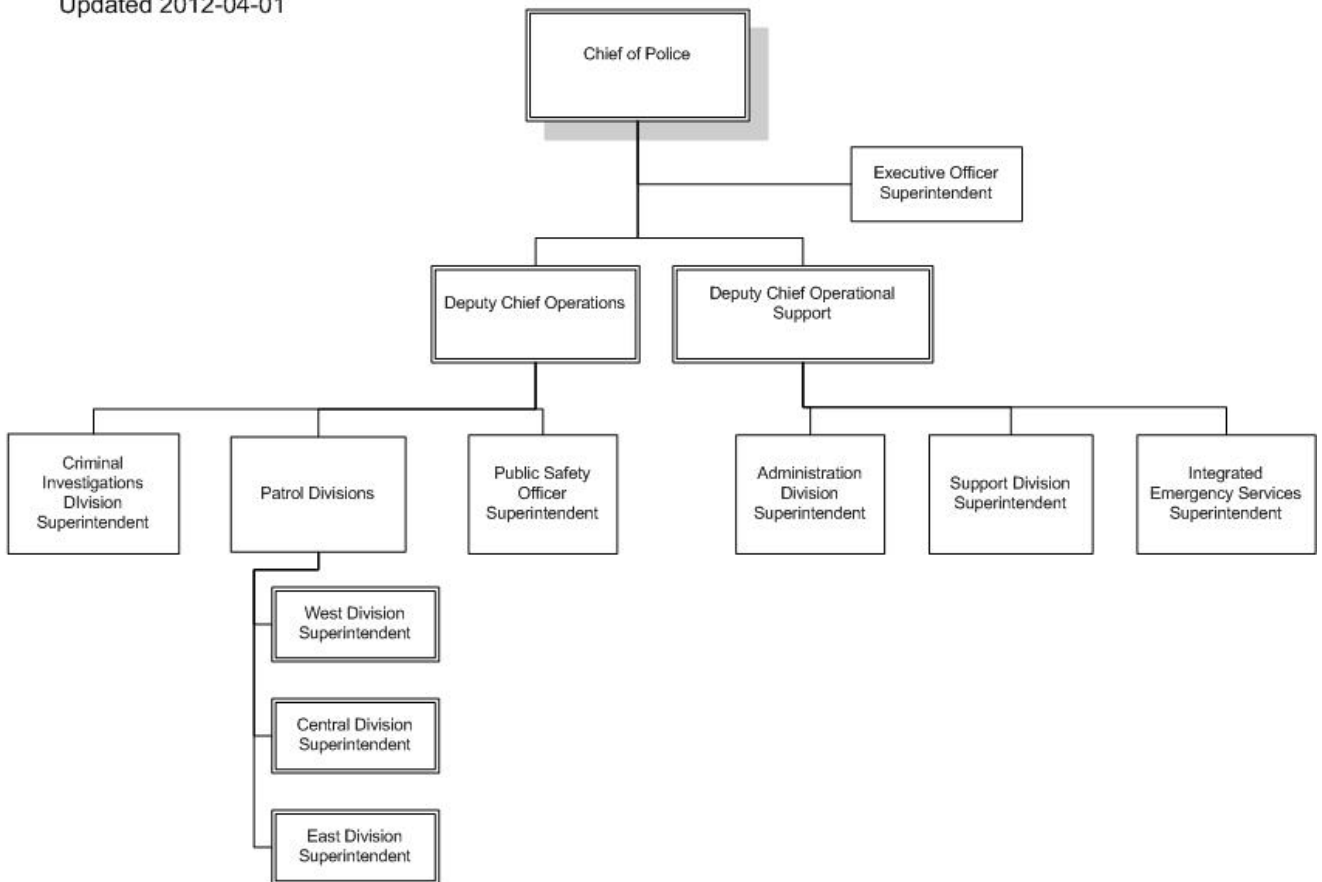 Updated 2012-04-01
Chief of Police
Executive Officer
Superintendent
Deputy Chief Operations
Deputy Chief Operational
Support
Criminal
Investigations
DIvision
Superintendent
Patrol Divisions
Public Safety
Officer
Superintendent
Administration
Division
Superintendent
Support Division
Superintendent
Integrated
Emergency Services
Superintendent
West Division
Superintendent
Central Division
Superintendent
East Division
Superintendent